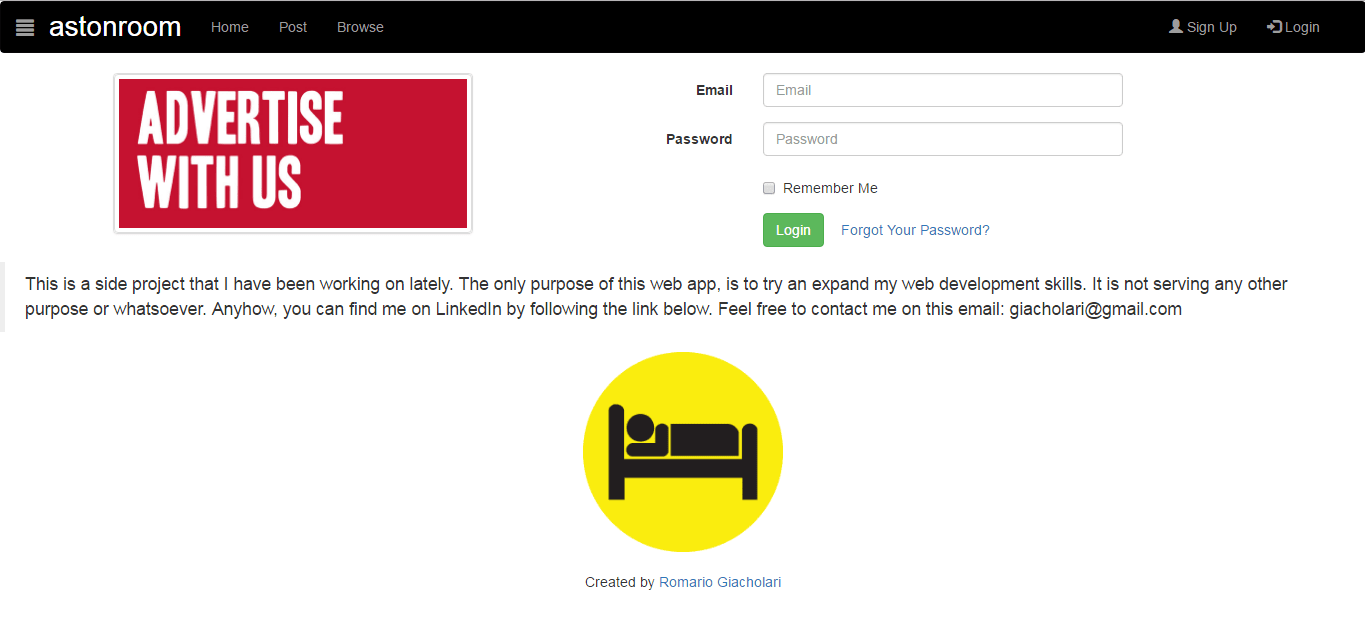 astonroom Home Post Browse Sign Up Login
ADVERTISE
WITH US
Email Email
Password Password
Remember Me
Login Forgot Your Password?
This is a side project that I have been working on lately. The only purpose of this web app, is to try an expand my web development skills. It is not serving any other
purpose or whatsoever. Anyhow, you can find me on LinkedIn by following the link below. Feel free to contact me on this email: giacholari@gmail.com
Created by Romario Giacholari